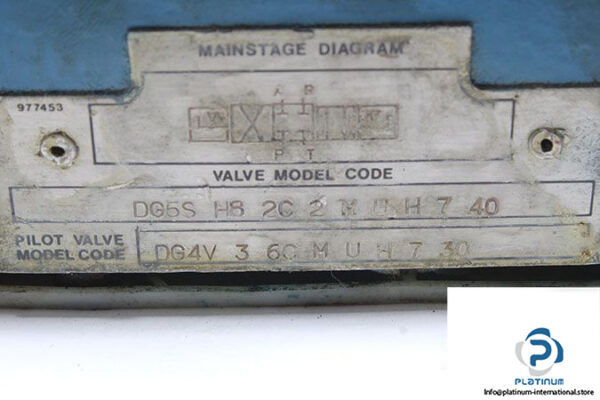 MAINSTAGE DIAGRAM
977453
A B
P T
VALVE MODEL CODE
DG5S H8 2C 2 M U H 7 40
PILOT VALVE
MODEL CODE
DG4V 3 6C M U H 7 30
PLATINUM
Info@platinum-international.store